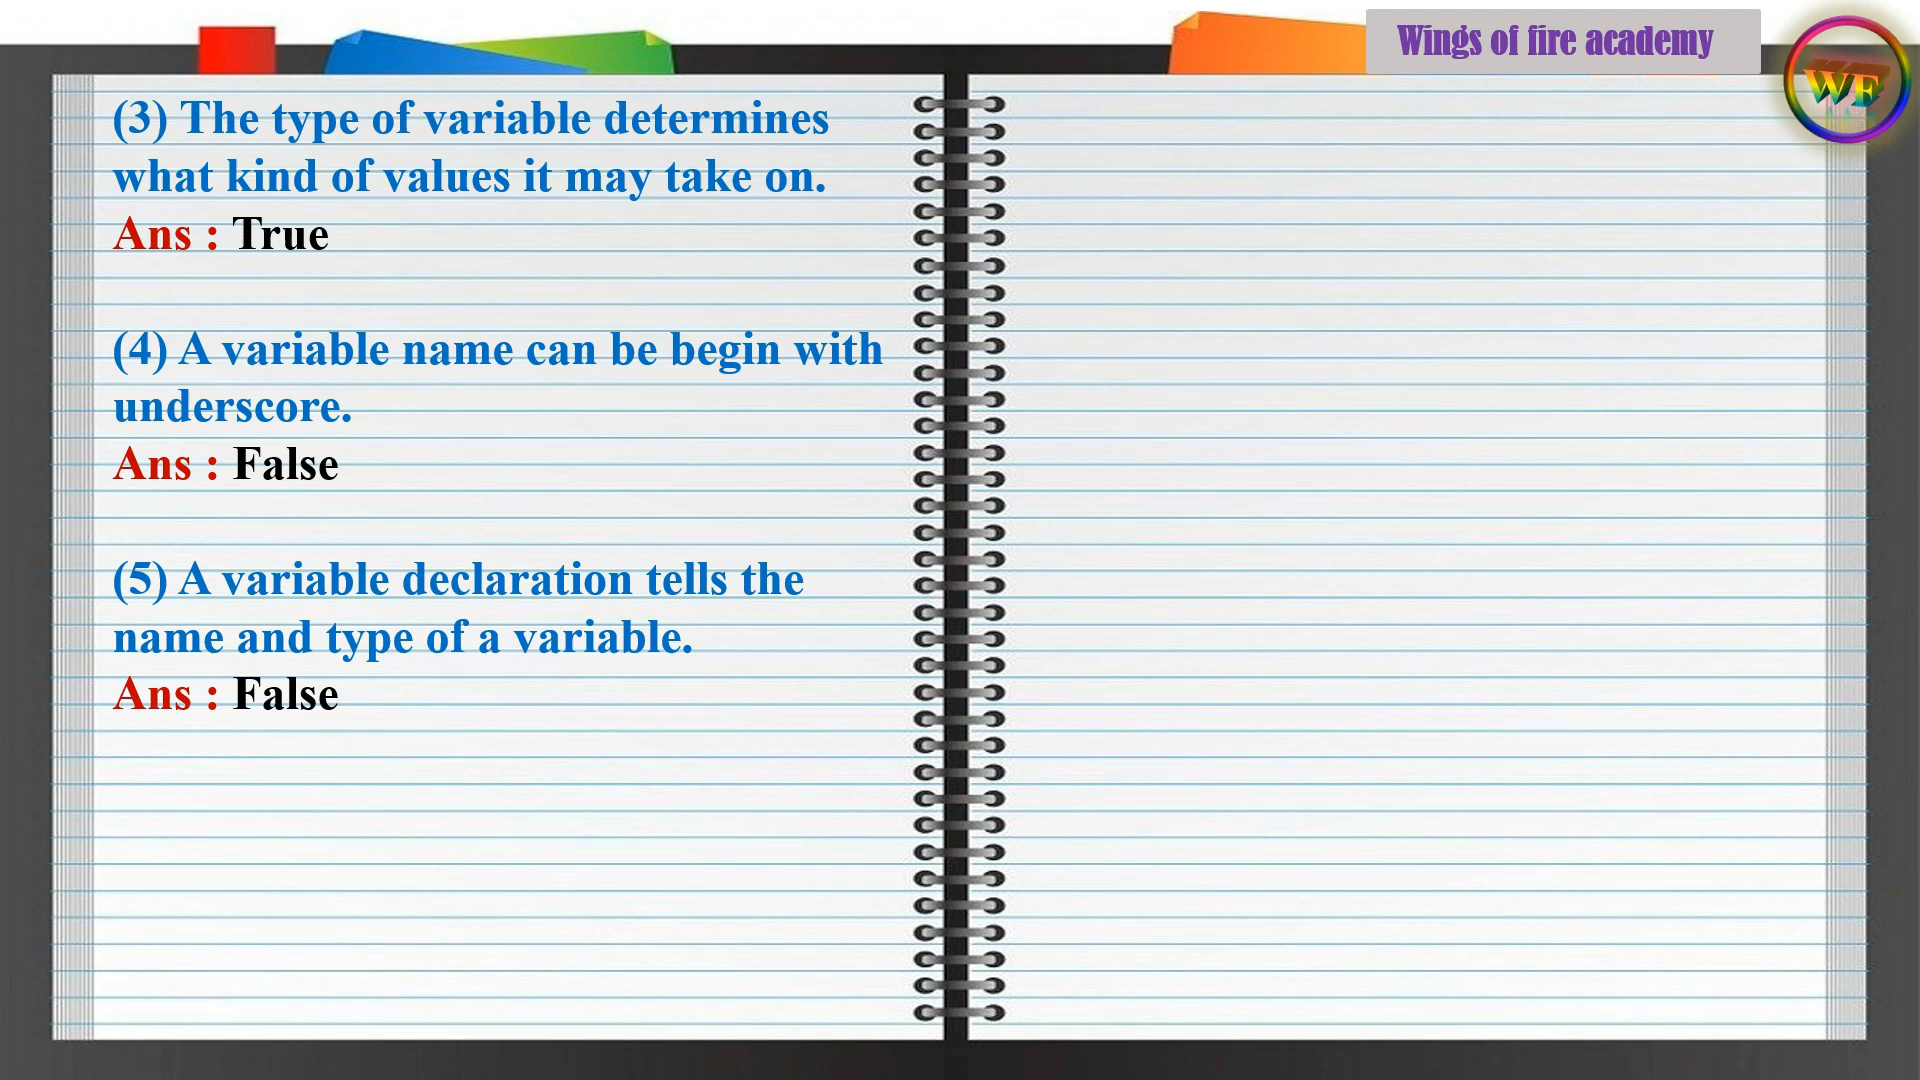 Wings of fire academy
WE
(3) The type of variable determines
what kind of values it may take on.
Ans : True
(4) A variable name can be begin with
underscore.
Ans : False
(5) A variable declaration tells the
name and type of a variable.
Ans : False